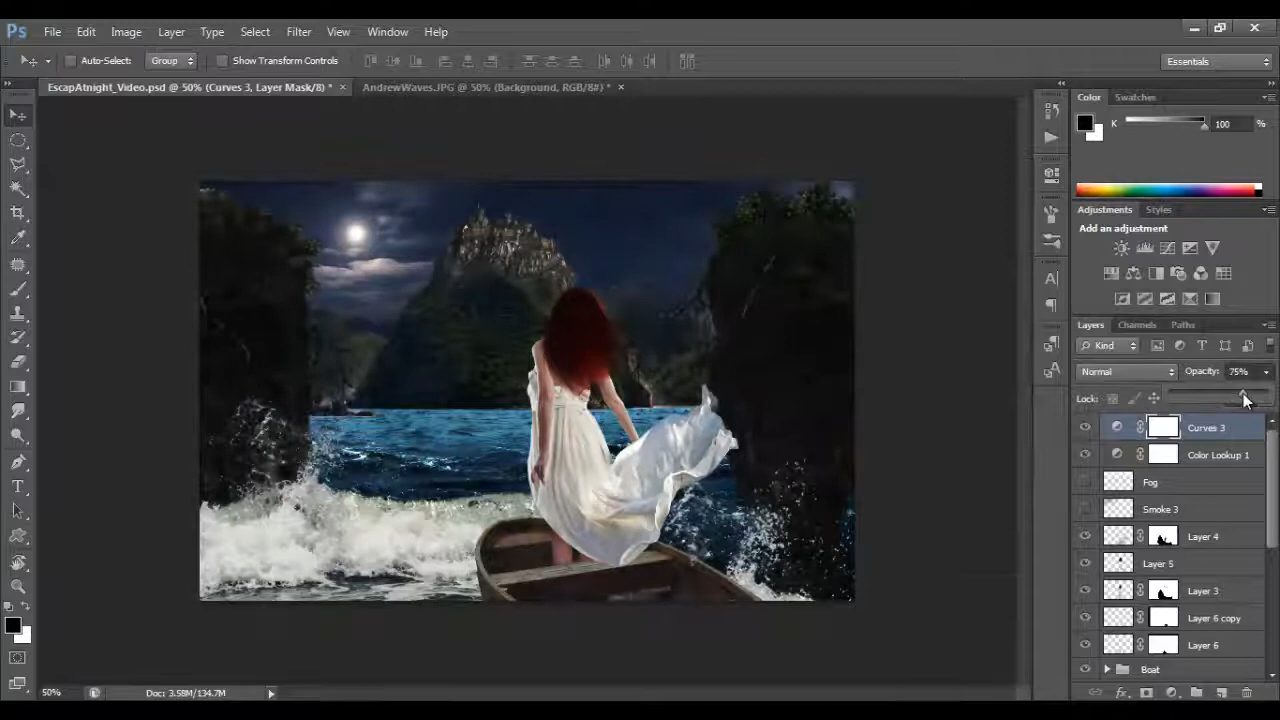 Ps File Edit Image Layer Type Select Filter View Window Help
Auto-Select: Group Show Transform Controls Essentials
EscapAtnight_Video.psd @ 50% (Curves 3, Layer Mask/8) * × AndrewWaves.JPG @ 50% (Background, RGB/8#) * ×
Color Swatches
K 100 %
Adjustments Styles
Add an adjustment
Layers Channels Paths
Kind
Normal Opacity: 75%
Lock:
Curves 3
Color Lookup 1
Fog
Smoke 3
Layer 4
Layer 5
Layer 3
Layer 6 copy
Layer 6
Boat
50% Doc: 3.58M/134.7M